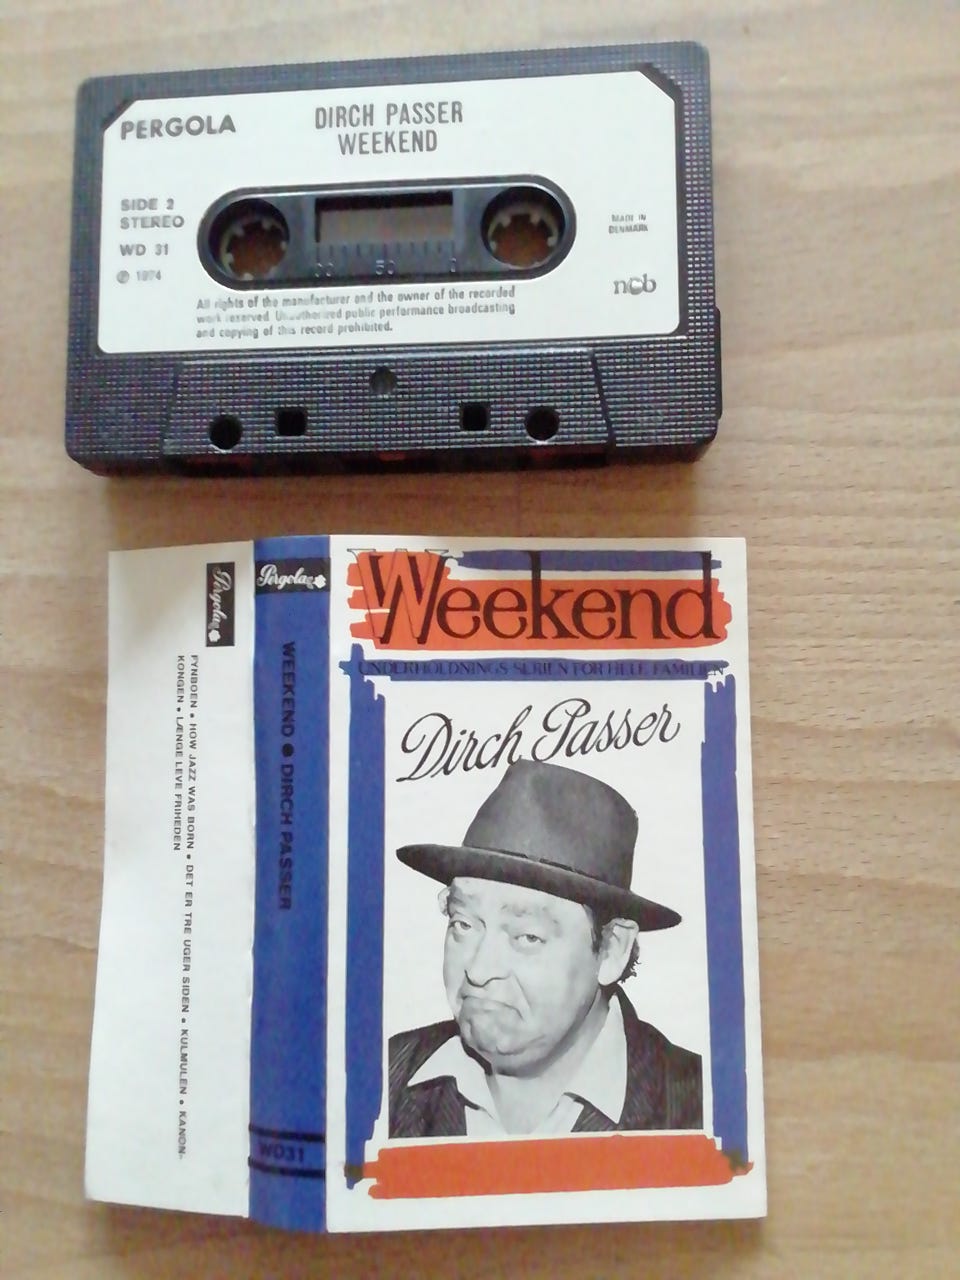 PERGOLA
DIRCH PASSER
WEEKEND
SIDE 2
STEREO
WD 31
℗ 1974
MADE IN
DENMARK
ncb
00 50 0
All rights of the manufacturer and the owner of the recorded
work reserved. Unauthorized public performance broadcasting
and copying of this record prohibited.
Pergola
FYNBOEN • HOW JAZZ WAS BORN • DET ER TRE UGER SIDEN • KULMULEN • KANON-
KONGEN • LÆNGE LEVE FRIHEDEN
Pergola
WEEKEND • DIRCH PASSER
WD31
Weekend
UNDERHOLDNINGS SERIEN FOR HELE FAMILIEN
Dirch Passer